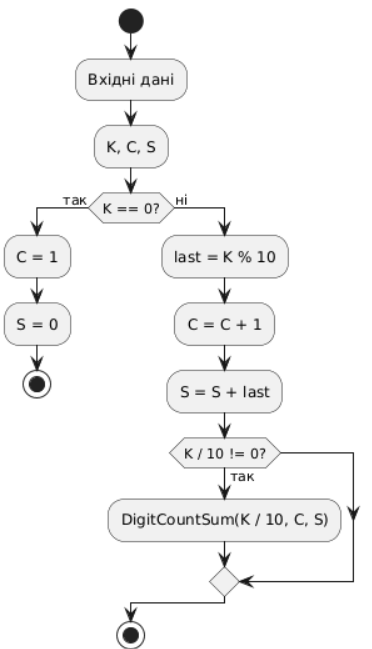 Вхідні дані
K, C, S
так
K == 0?
ні
C = 1
last = K % 10
S = 0
C = C + 1
S = S + last
K / 10 != 0?
так
DigitCountSum(K / 10, C, S)